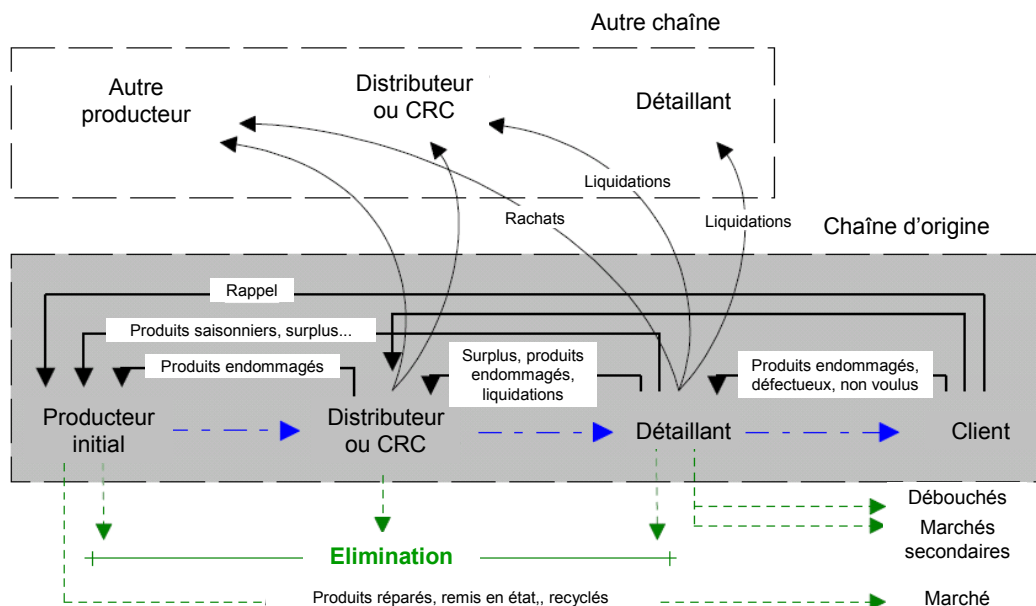 Autre chaîne
Autre
producteur
Distributeur
ou CRC
Détaillant
Liquidations
Rachats
Liquidations
Chaîne d'origine
Rappel
Produits saisonniers, surplus...
Produits endommagés
Surplus, produits
endommagés,
liquidations
Produits endommagés,
défectueux, non voulus
Producteur
initial
Distributeur
ou CRC
Détaillant
Client
Débouchés
Marchés
secondaires
Elimination
Produits réparés, remis en état,, recyclés
Marché